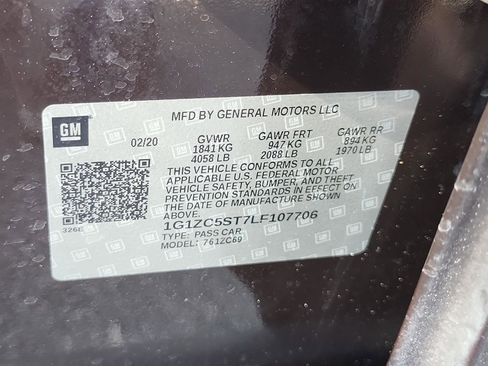 GM
MFD BY GENERAL MOTORS LLC
02/20 GVWR GAWR FRT GAWR RR
1841 KG 947 KG 894 KG
4058 LB 2088 LB 1970 LB
THIS VEHICLE CONFORMS TO ALL
APPLICABLE U.S. FEDERAL MOTOR
VEHICLE SAFETY, BUMPER, AND THEFT
PREVENTION STANDARDS IN EFFECT
ON THE DATE OF MANUFACTURE SHOWN
ABOVE.
1G1ZC5ST7LF107706
326E
TYPE: PASS CAR
MODEL: 761ZC69